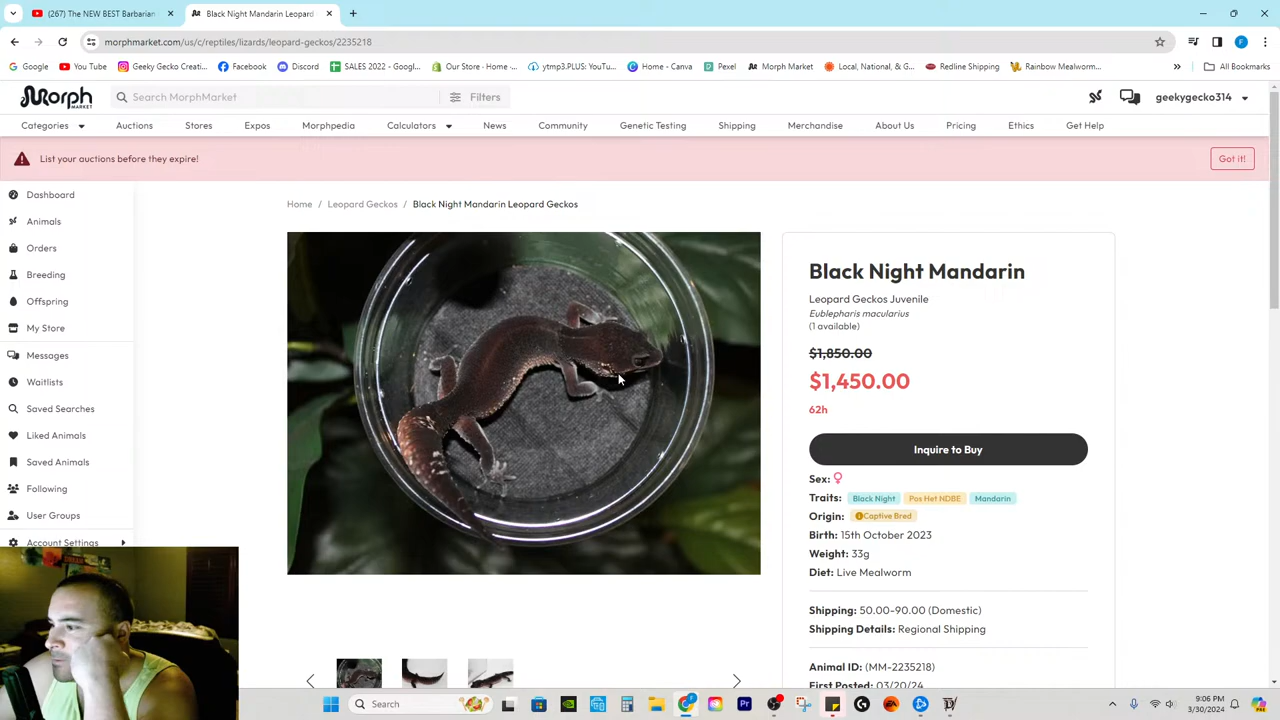 (267) The NEW BEST Barbarian
Black Night Mandarin Leopard
morphmarket.com/us/c/reptiles/lizards/leopard-geckos/2235218
Google
You Tube
Geeky Gecko Creati...
Facebook
Discord
SALES 2022 - Googl...
Our Store · Home ·...
ytmp3.PLUS: YouTu...
Home - Canva
Pexel
Morph Market
Local, National, & G...
Redline Shipping
Rainbow Mealworm...
All Bookmarks
Morph MARKET
Search MorphMarket
Filters
geekygecko314
Categories
Auctions
Stores
Expos
Morphpedia
Calculators
News
Community
Genetic Testing
Shipping
Merchandise
About Us
Pricing
Ethics
Get Help
List your auctions before they expire!
Got it!
Dashboard
Animals
Orders
Breeding
Offspring
My Store
Messages
Waitlists
Saved Searches
Liked Animals
Saved Animals
Following
User Groups
Account Settings
Home / Leopard Geckos / Black Night Mandarin Leopard Geckos
Black Night Mandarin
Leopard Geckos Juvenile
Eublepharis macularius
(1 available)
$1,850.00
$1,450.00
62h
Inquire to Buy
Sex: ♀
Traits: Black Night Pos Het NDBE Mandarin
Origin: Captive Bred
Birth: 15th October 2023
Weight: 33g
Diet: Live Mealworm
Shipping: 50.00-90.00 (Domestic)
Shipping Details: Regional Shipping
Animal ID: (MM-2235218)
First Posted: 03/20/24
Search
9:06 PM
3/30/2024